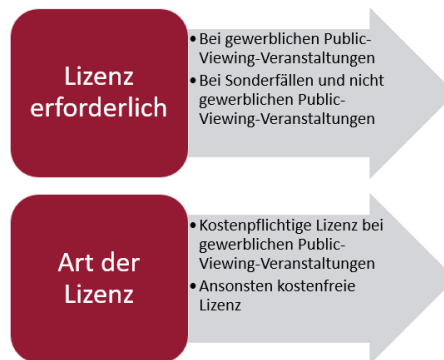 Lizenz
erforderlich
• Bei gewerblichen Public-
Viewing-Veranstaltungen
• Bei Sonderfällen und nicht
gewerblichen Public-
Viewing-Veranstaltungen
Art der
Lizenz
• Kostenpflichtige Lizenz bei
gewerblichen Public-
Viewing-Veranstaltungen
• Ansonsten kostenfreie
Lizenz